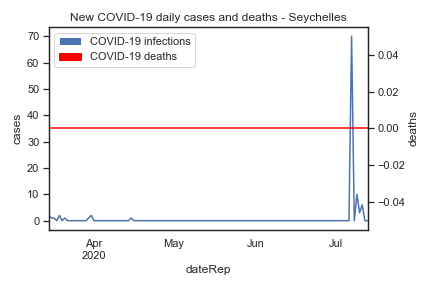 New COVID-19 daily cases and deaths - Seychelles
COVID-19 infections
COVID-19 deaths
70
60
50
40
30
20
10
0
cases
0.04
0.02
0.00
−0.02
−0.04
deaths
Apr
2020
May
Jun
Jul
dateRep